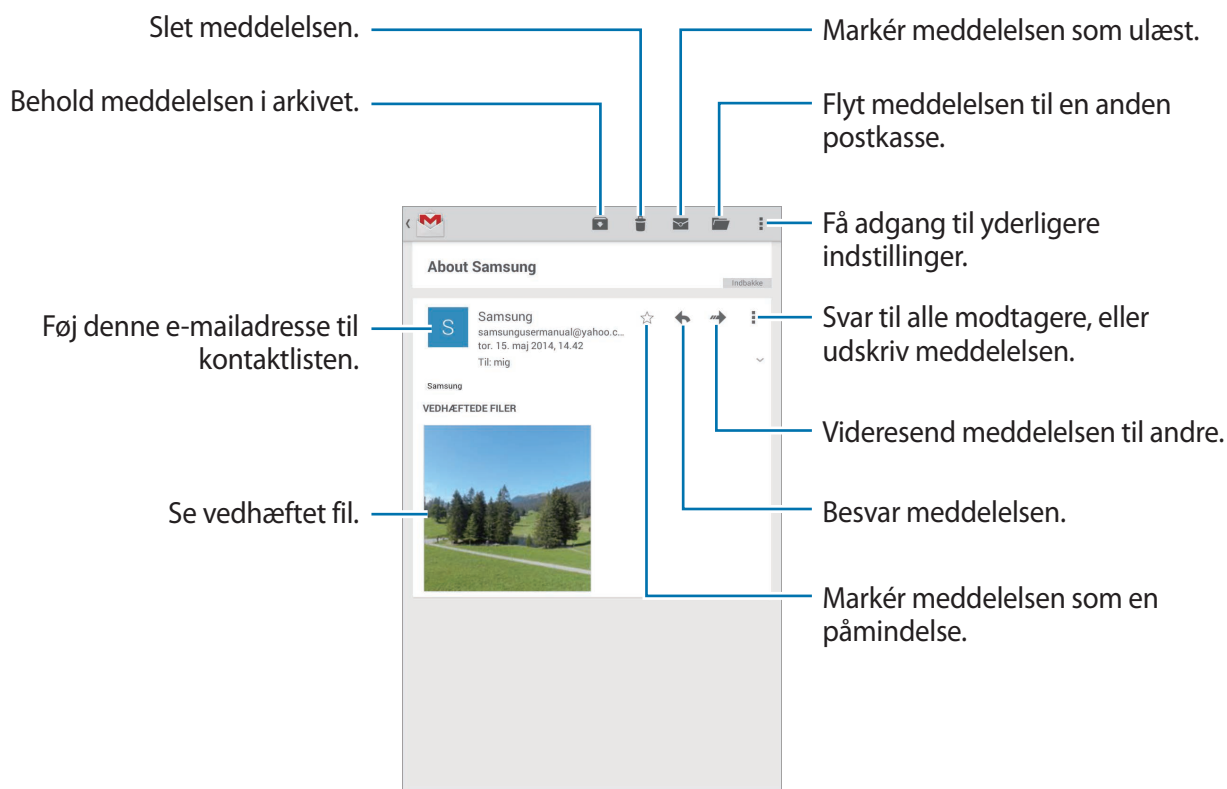 Slet meddelelsen.
Behold meddelelsen i arkivet.
Markér meddelelsen som ulæst.
Flyt meddelelsen til en anden
postkasse.
Få adgang til yderligere
indstillinger.
About Samsung
Indbakke
Føj denne e-mailadresse til
kontaktlisten.
S
Samsung
samsungusermanual@yahoo.c...
tor. 15. maj 2014, 14.42
Til: mig
Svar til alle modtagere, eller
udskriv meddelelsen.
Samsung
VEDHÆFTEDE FILER
Videresend meddelelsen til andre.
Se vedhæftet fil.
Besvar meddelelsen.
Markér meddelelsen som en
påmindelse.